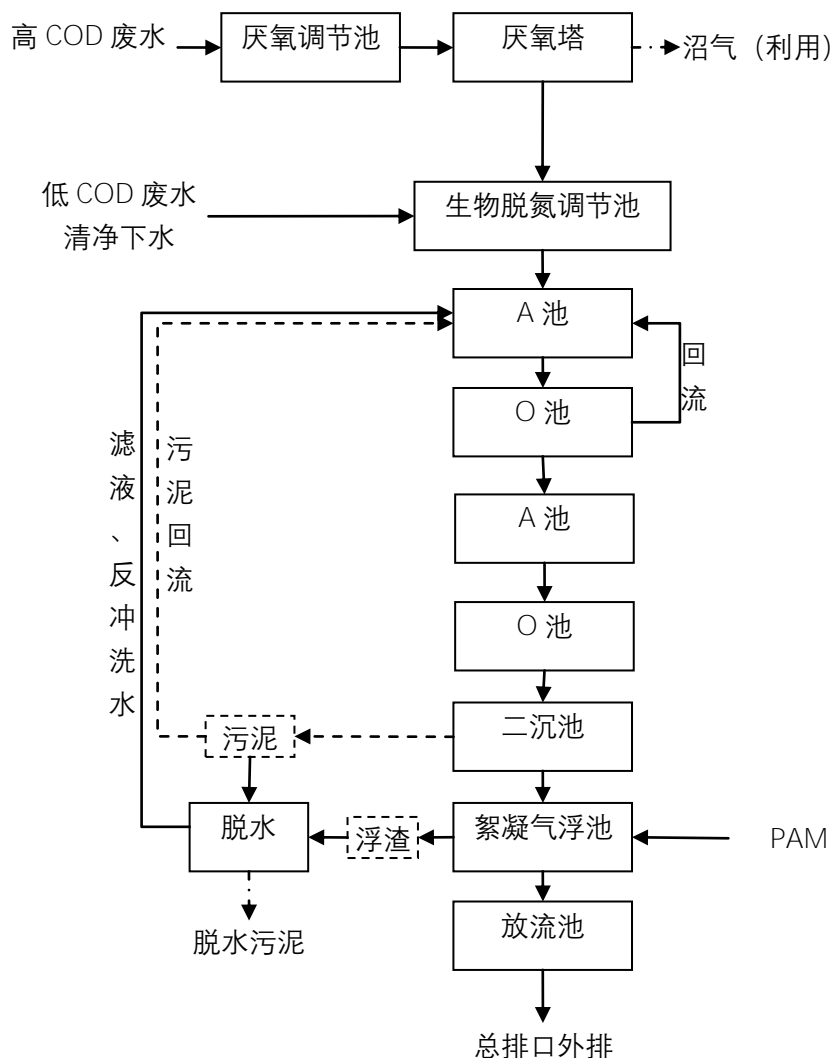 高 COD 废水
厌氧调节池
厌氧塔
沼气（利用）
低 COD 废水
清净下水
生物脱氮调节池
A 池
回流
O 池
A 池
O 池
滤液、反冲洗水
污泥回流
二沉池
污泥
脱水
浮渣
絮凝气浮池
PAM
脱水污泥
放流池
总排口外排